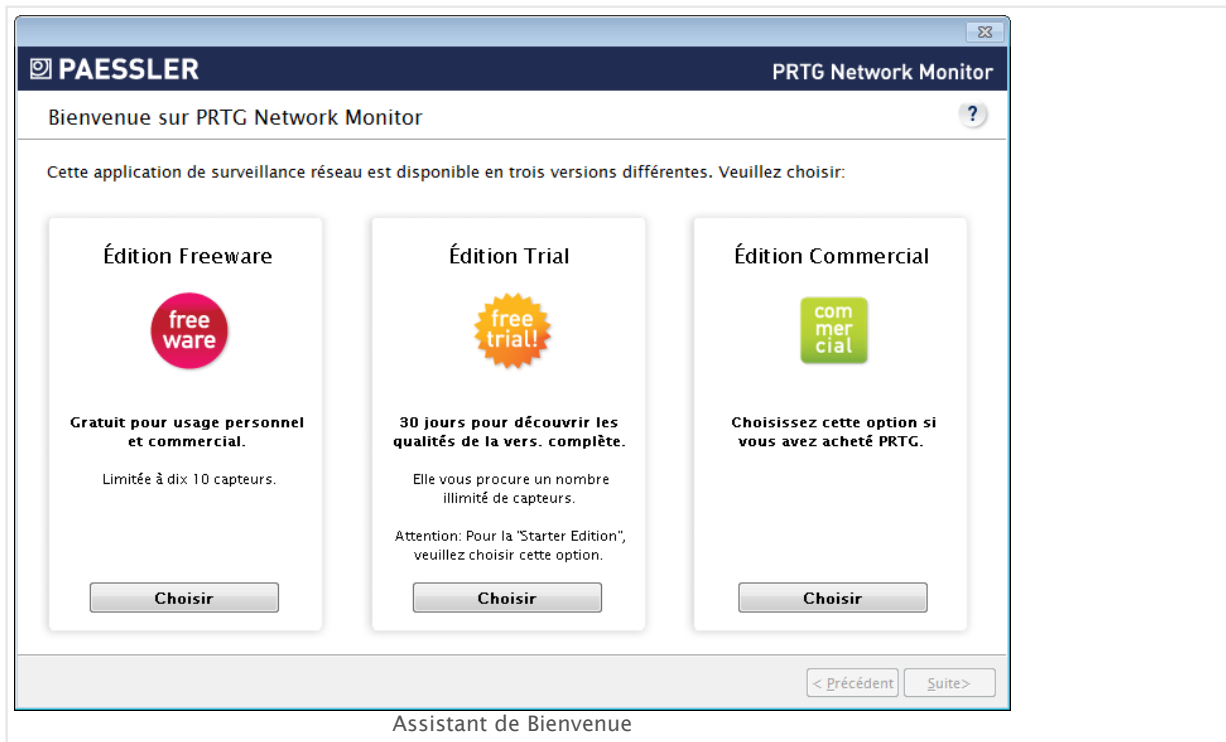 PAESSLER
PRTG Network Monitor
Bienvenue sur PRTG Network Monitor
?
Cette application de surveillance réseau est disponible en trois versions différentes. Veuillez choisir:
Édition Freeware
free
ware
Gratuit pour usage personnel
et commercial.
Limitée à dix 10 capteurs.
Choisir
Édition Trial
free
trial!
30 jours pour découvrir les
qualités de la vers. complète.
Elle vous procure un nombre
illimité de capteurs.
Attention: Pour la "Starter Edition",
veuillez choisir cette option.
Choisir
Édition Commercial
com
mer
cial
Choisissez cette option si
vous avez acheté PRTG.
Choisir
< Précédent
Suite>
Assistant de Bienvenue